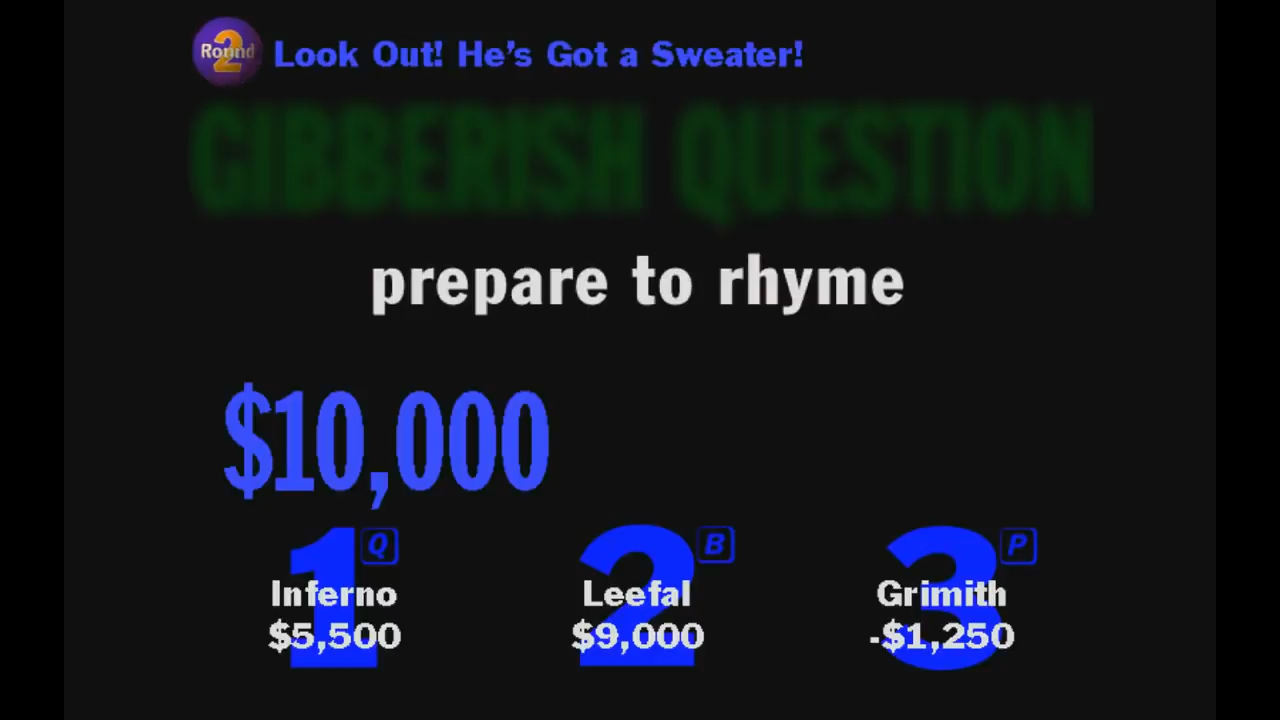 Round 2 Look Out! He's Got a Sweater!
GIBBERISH QUESTION
prepare to rhyme
$10,000
1 Q 2 B 3 P
Inferno Leefal Grimith
$5,500 $9,000 -$1,250